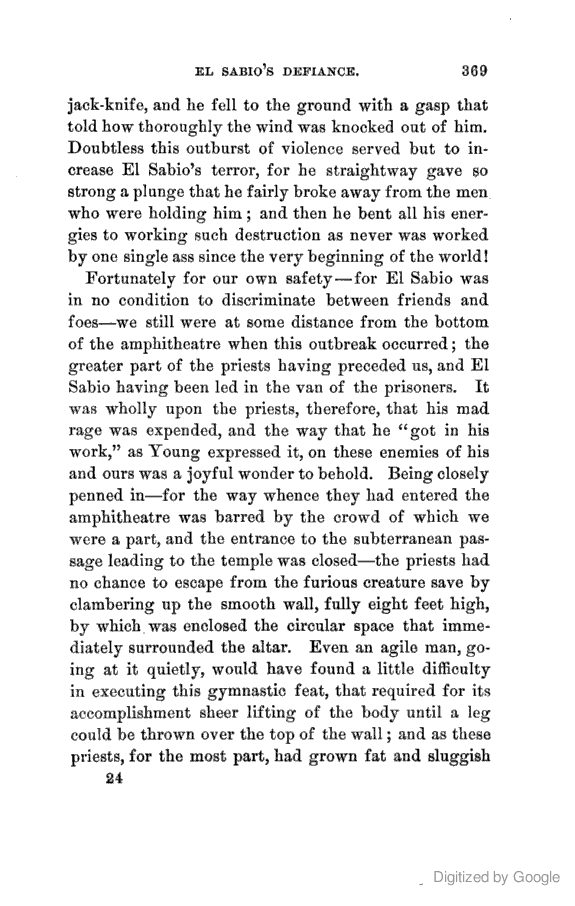 EL SABIO'S DEFIANCE. 369
jack-knife, and he fell to the ground with a gasp that
told how thoroughly the wind was knocked out of him.
Doubtless this outburst of violence served but to in-
crease El Sabio's terror, for he straightway gave so
strong a plunge that he fairly broke away from the men
who were holding him; and then he bent all his ener-
gies to working such destruction as never was worked
by one single ass since the very beginning of the world!
Fortunately for our own safety—for El Sabio was
in no condition to discriminate between friends and
foes—we still were at some distance from the bottom
of the amphitheatre when this outbreak occurred; the
greater part of the priests having preceded us, and El
Sabio having been led in the van of the prisoners. It
was wholly upon the priests, therefore, that his mad
rage was expended, and the way that he "got in his
work," as Young expressed it, on these enemies of his
and ours was a joyful wonder to behold. Being closely
penned in—for the way whence they had entered the
amphitheatre was barred by the crowd of which we
were a part, and the entrance to the subterranean pas-
sage leading to the temple was closed—the priests had
no chance to escape from the furious creature save by
clambering up the smooth wall, fully eight feet high,
by which was enclosed the circular space that imme-
diately surrounded the altar. Even an agile man, go-
ing at it quietly, would have found a little difficulty
in executing this gymnastic feat, that required for its
accomplishment sheer lifting of the body until a leg
could be thrown over the top of the wall; and as these
priests, for the most part, had grown fat and sluggish
24
Digitized by Google